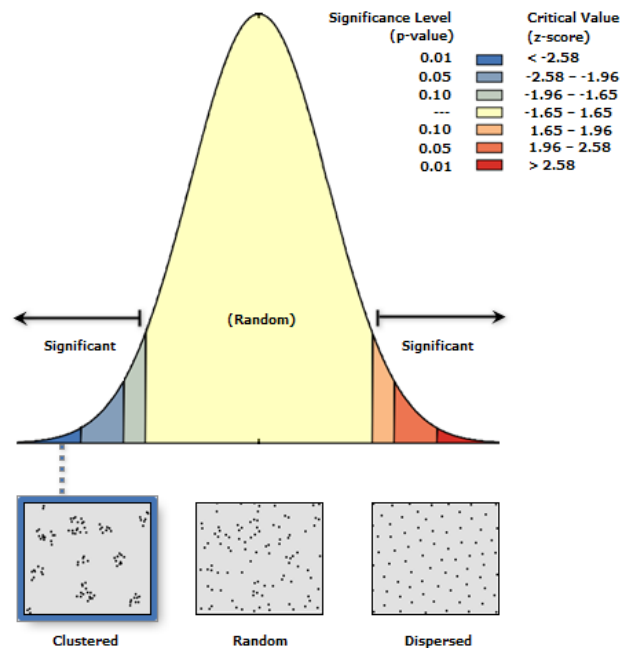 Significance Level Critical Value
(p-value) (z-score)
0.01 < -2.58
0.05 -2.58 – -1.96
0.10 -1.96 – -1.65
--- -1.65 – 1.65
0.10 1.65 – 1.96
0.05 1.96 – 2.58
0.01 > 2.58
(Random)
Significant Significant
Clustered Random Dispersed